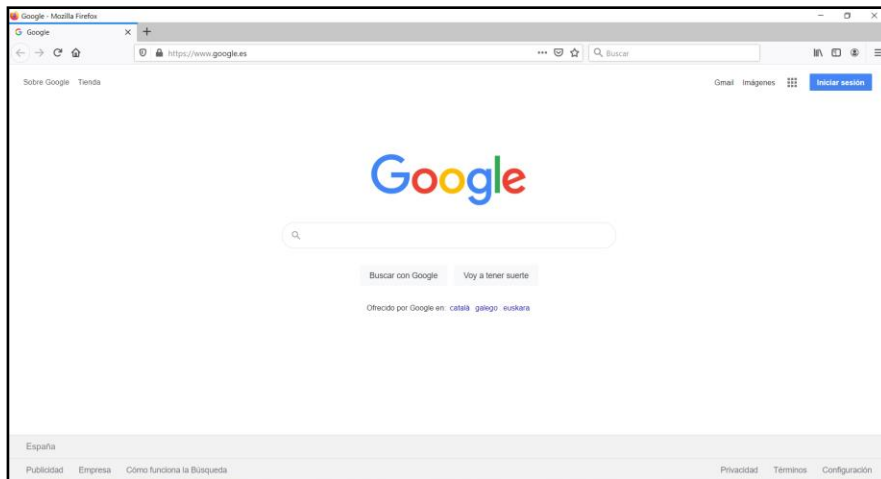 Google - Mozilla Firefox
Google
https://www.google.es
Buscar
Sobre Google Tienda
Gmail Imágenes
Iniciar sesión
Google
Buscar con Google
Voy a tener suerte
Ofrecido por Google en: català galego euskara
España
Publicidad Empresa Cómo funciona la Búsqueda
Privacidad Términos Configuración